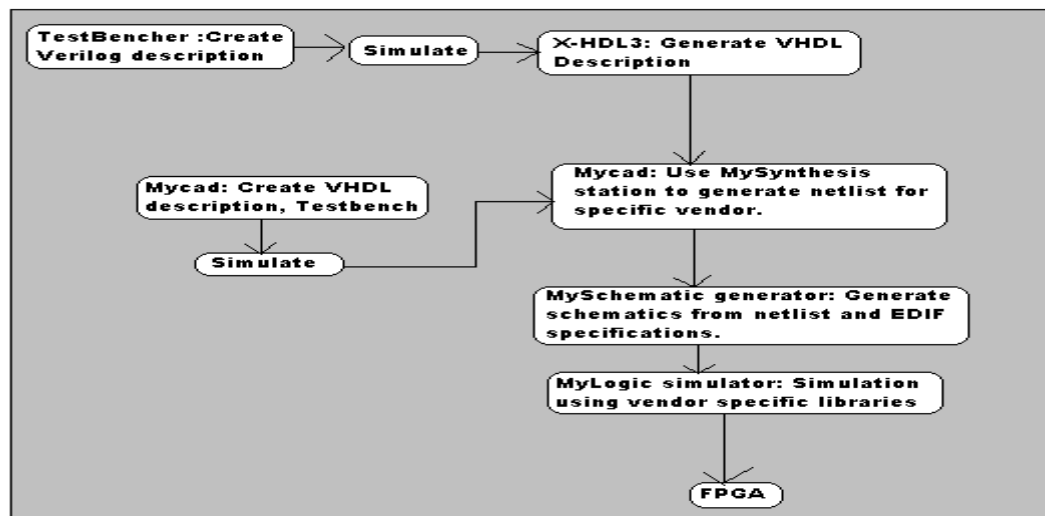 TestBencher :Create
Verilog description
Simulate
X-HDL3: Generate VHDL
Description
Mycad: Use MySynthesis
station to generate netlist for
specific vendor.
Mycad: Create VHDL
description, Testbench
Simulate
MySchematic generator: Generate
schematics from netlist and EDIF
specifications.
MyLogic simulator: Simulation
using vendor specific libraries
FPGA